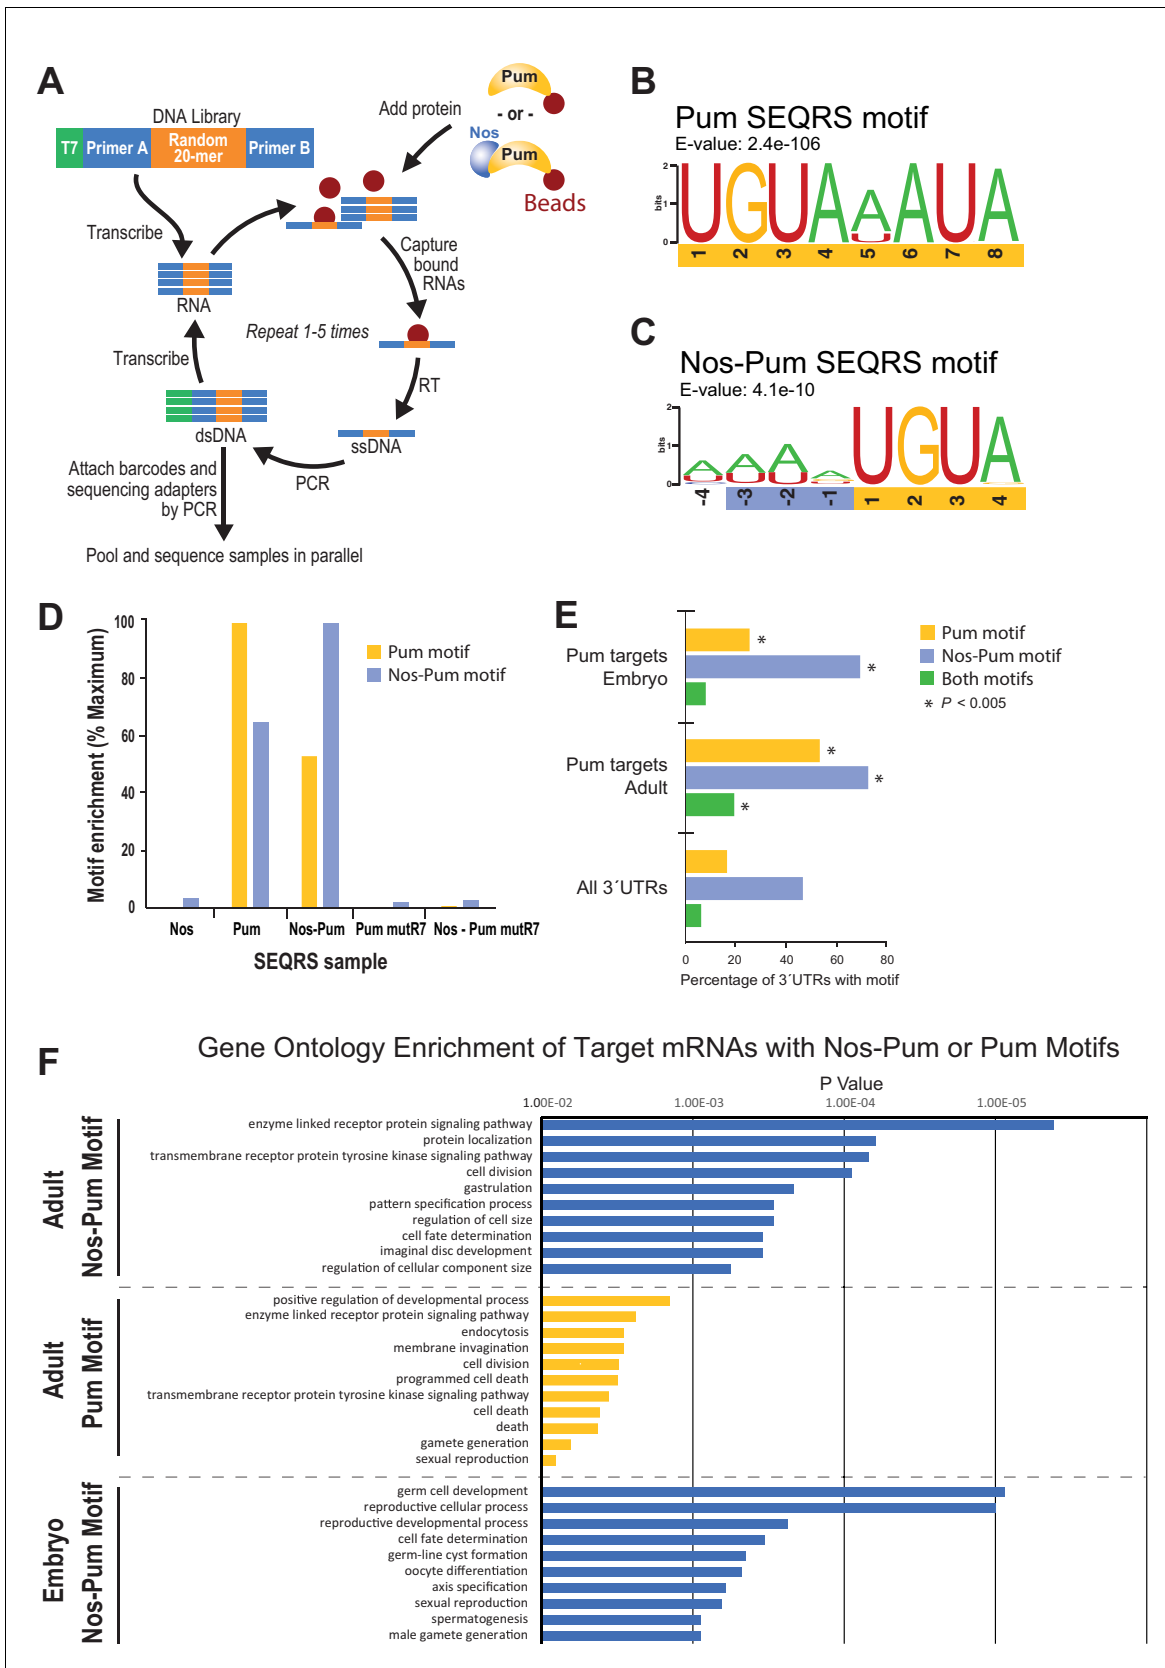 A
DNA Library
T7
Primer A
Random
20-mer
Primer B
Add protein
Pum
- or -
Nos
Pum
Beads
Transcribe
RNA
Capture
bound
RNAs
Repeat 1-5 times
Transcribe
RT
dsDNA
ssDNA
PCR
Attach barcodes and
sequencing adapters
by PCR
Pool and sequence samples in parallel
B
Pum SEQRS motif
E-value: 2.4e-106
bits
2
1
0
UGUAAAUA
U
1 2 3 4 5 6 7 8
C
Nos-Pum SEQRS motif
E-value: 4.1e-10
bits
2
1
0
AAAAUGUA
UUU
-4 -3 -2 -1 1 2 3 4
D
Motif enrichment (% Maximum)
100
80
60
40
20
0
Pum motif
Nos-Pum motif
Nos
Pum
Nos-Pum
Pum mutR7
Nos - Pum mutR7
SEQRS sample
E
Pum targets
Embryo
*
*
Pum targets
Adult
*
*
*
All 3´UTRs
0 20 40 60 80
Percentage of 3´UTRs with motif
Pum motif
Nos-Pum motif
Both motifs
* P < 0.005
F
Gene Ontology Enrichment of Target mRNAs with Nos-Pum or Pum Motifs
P Value
1.00E-02 1.00E-03 1.00E-04 1.00E-05
Adult
Nos-Pum Motif
enzyme linked receptor protein signaling pathway
protein localization
transmembrane receptor protein tyrosine kinase signaling pathway
cell division
gastrulation
pattern specification process
regulation of cell size
cell fate determination
imaginal disc development
regulation of cellular component size
Adult
Pum Motif
positive regulation of developmental process
enzyme linked receptor protein signaling pathway
endocytosis
membrane invagination
cell division
programmed cell death
transmembrane receptor protein tyrosine kinase signaling pathway
cell death
death
gamete generation
sexual reproduction
Embryo
Nos-Pum Motif
germ cell development
reproductive cellular process
reproductive developmental process
cell fate determination
germ-line cyst formation
oocyte differentiation
axis specification
sexual reproduction
spermatogenesis
male gamete generation